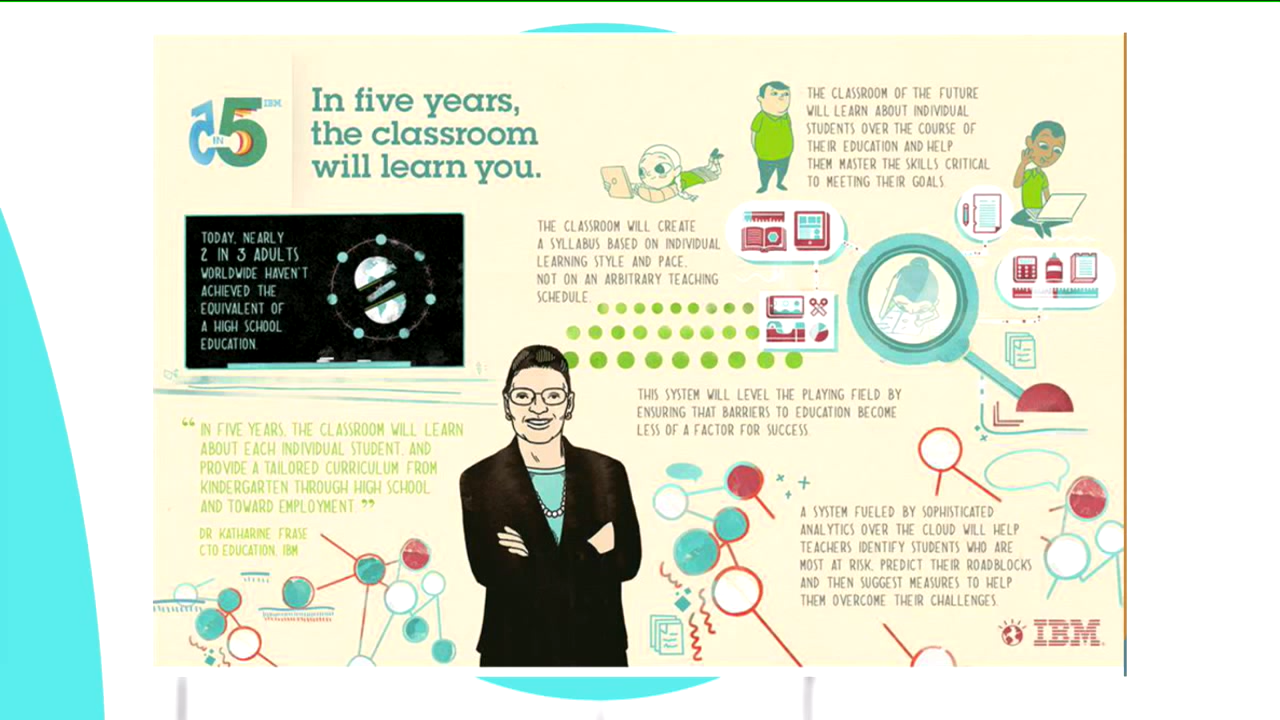 5 IN 5
IBM
In five years,
the classroom
will learn you.
THE CLASSROOM OF THE FUTURE
WILL LEARN ABOUT INDIVIDUAL
STUDENTS OVER THE COURSE OF
THEIR EDUCATION AND HELP
THEM MASTER THE SKILLS CRITICAL
TO MEETING THEIR GOALS.
TODAY, NEARLY
2 IN 3 ADULTS
WORLDWIDE HAVEN'T
ACHIEVED THE
EQUIVALENT OF
A HIGH SCHOOL
EDUCATION.
THE CLASSROOM WILL CREATE
A SYLLABUS BASED ON INDIVIDUAL
LEARNING STYLE AND PACE,
NOT ON AN ARBITRARY TEACHING
SCHEDULE.
THIS SYSTEM WILL LEVEL THE PLAYING FIELD BY
ENSURING THAT BARRIERS TO EDUCATION BECOME
LESS OF A FACTOR FOR SUCCESS.
“IN FIVE YEARS, THE CLASSROOM WILL LEARN
ABOUT EACH INDIVIDUAL STUDENT, AND
PROVIDE A TAILORED CURRICULUM FROM
KINDERGARTEN THROUGH HIGH SCHOOL
AND TOWARD EMPLOYMENT.”
DR KATHARINE FRASE
CTO EDUCATION, IBM
A SYSTEM FUELED BY SOPHISTICATED
ANALYTICS OVER THE CLOUD WILL HELP
TEACHERS IDENTIFY STUDENTS WHO ARE
MOST AT RISK, PREDICT THEIR ROADBLOCKS
AND THEN SUGGEST MEASURES TO HELP
THEM OVERCOME THEIR CHALLENGES.
IBM.